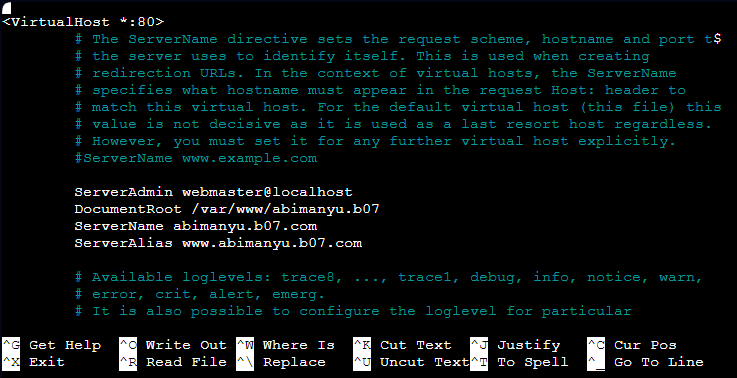 <VirtualHost *:80>
# The ServerName directive sets the request scheme, hostname and port t$
# the server uses to identify itself. This is used when creating
# redirection URLs. In the context of virtual hosts, the ServerName
# specifies what hostname must appear in the request Host: header to
# match this virtual host. For the default virtual host (this file) this
# value is not decisive as it is used as a last resort host regardless.
# However, you must set it for any further virtual host explicitly.
#ServerName www.example.com
ServerAdmin webmaster@localhost
DocumentRoot /var/www/abimanyu.b07
ServerName abimanyu.b07.com
ServerAlias www.abimanyu.b07.com
# Available loglevels: trace8, ..., trace1, debug, info, notice, warn,
# error, crit, alert, emerg.
# It is also possible to configure the loglevel for particular
^G Get Help ^O Write Out ^W Where Is ^K Cut Text ^J Justify ^C Cur Pos
^X Exit ^R Read File ^\ Replace ^U Uncut Text ^T To Spell ^_ Go To Line